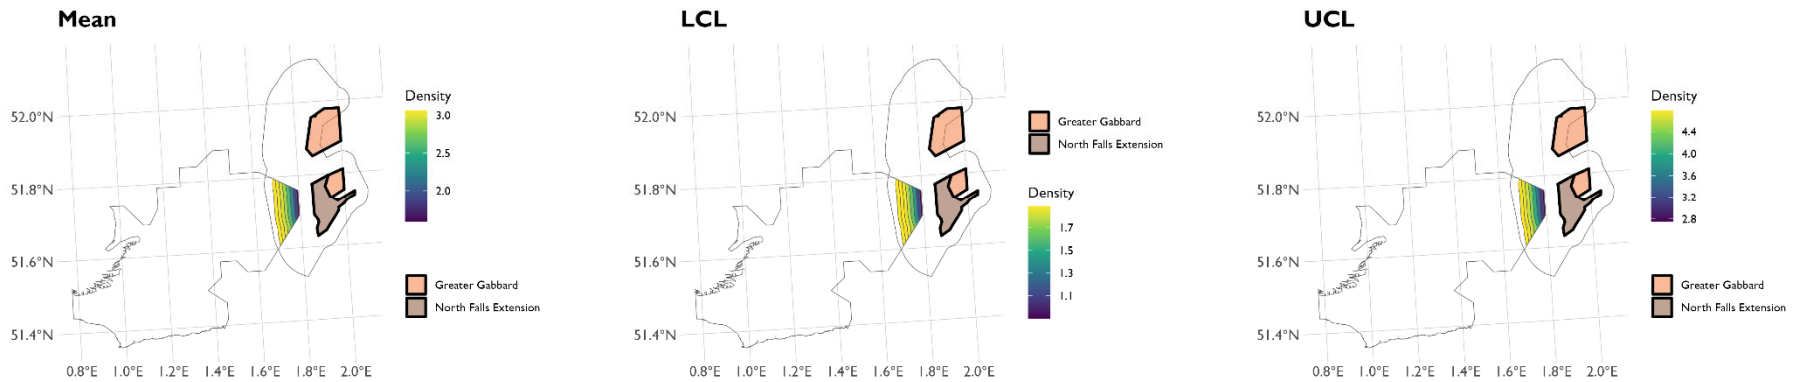 Mean
52.0°N
51.8°N
51.6°N
51.4°N
0.8°E 1.0°E 1.2°E 1.4°E 1.6°E 1.8°E 2.0°E
Density
3.0
2.5
2.0
Greater Gabbard
North Falls Extension
LCL
52.0°N
51.8°N
51.6°N
51.4°N
0.8°E 1.0°E 1.2°E 1.4°E 1.6°E 1.8°E 2.0°E
Greater Gabbard
North Falls Extension
Density
1.7
1.5
1.3
1.1
UCL
52.0°N
51.8°N
51.6°N
51.4°N
0.8°E 1.0°E 1.2°E 1.4°E 1.6°E 1.8°E 2.0°E
Density
4.4
4.0
3.6
3.2
2.8
Greater Gabbard
North Falls Extension